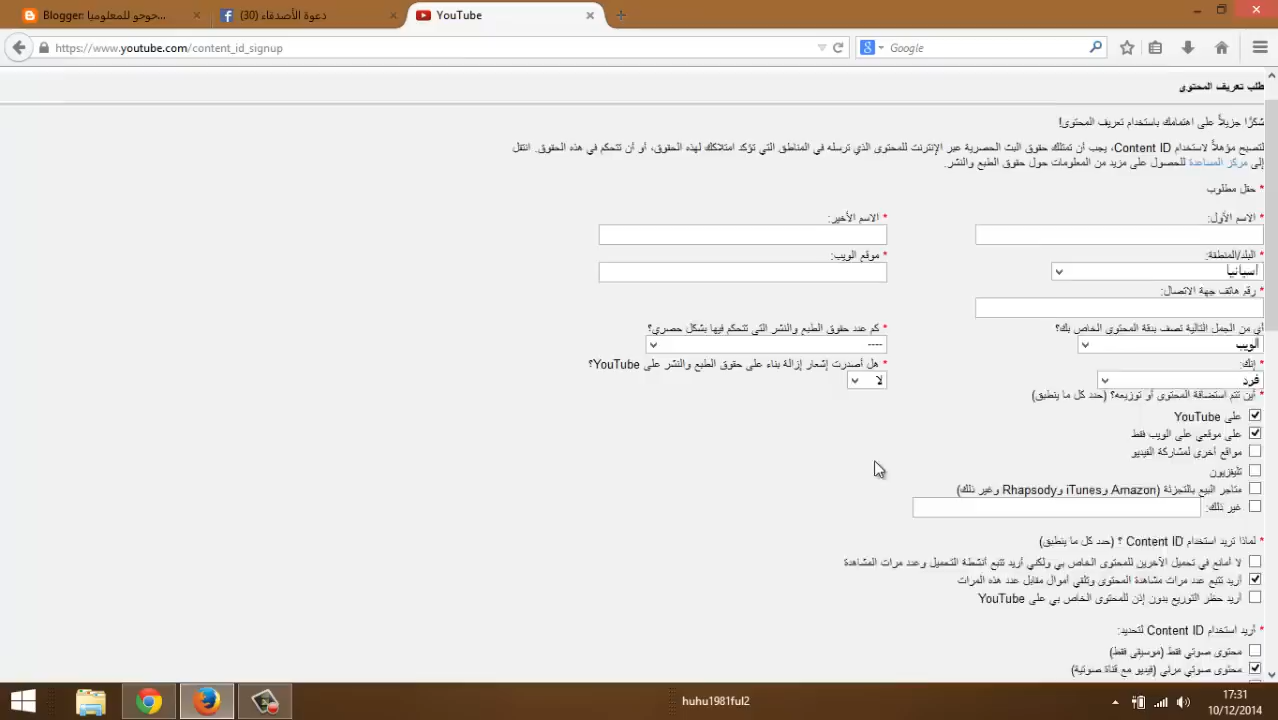 Blogger: حوحو للمعلوميا...
دعوة الأصدقاء (30)
YouTube
https://www.youtube.com/content_id_signup
Google
طلب تعريف المحتوى
شكرًا جزيلاً على اهتمامك باستخدام تعريف المحتوى!
لتصبح مؤهلاً لاستخدام Content ID، يجب أن تمتلك حقوق البث الحصرية عبر الإنترنت للمحتوى الذي ترسله في المناطق التي تؤكد امتلاكك لهذه الحقوق، أو أن تتحكم في هذه الحقوق. انتقل
إلى مركز المساعدة للحصول على مزيد من المعلومات حول حقوق الطبع والنشر.
* حقل مطلوب
* الاسم الأول:
* الاسم الأخير:
* البلد/المنطقة:
* موقع الويب:
اسبانيا
* رقم هاتف جهة الاتصال:
أي من الجمل التالية تصف بدقة المحتوى الخاص بك؟
* كم عدد حقوق الطبع والنشر التي تتحكم فيها بشكل حصري؟
الويب
----
* إنك:
* هل أصدرت إشعار إزالة بناء على حقوق الطبع والنشر على YouTube؟
فرد
لا
* أين تتم استضافة المحتوى أو توزيعه؟ (حدد كل ما ينطبق)
على YouTube
على موقعي على الويب فقط
مواقع أخرى لمشاركة الفيديو
تليفزيون
متاجر البيع بالتجزئة (Amazon وiTunes وRhapsody وغير ذلك)
غير ذلك:
* لماذا تريد استخدام Content ID ؟ (حدد كل ما ينطبق)
لا أمانع في تحميل الآخرين للمحتوى الخاص بي ولكني أريد تتبع أنشطة التحميل وعدد مرات المشاهدة
أريد تتبع عدد مرات مشاهدة المحتوى وتلقي أموال مقابل عدد هذه المرات
أريد حظر التوزيع بدون إذن للمحتوى الخاص بي على YouTube
* أريد استخدام Content ID لتحديد:
محتوى صوتي فقط (موسيقى فقط)
محتوى صوتي مرئي (فيديو مع قناة صوتية)
huhu1981ful2
17:31
10/12/2014